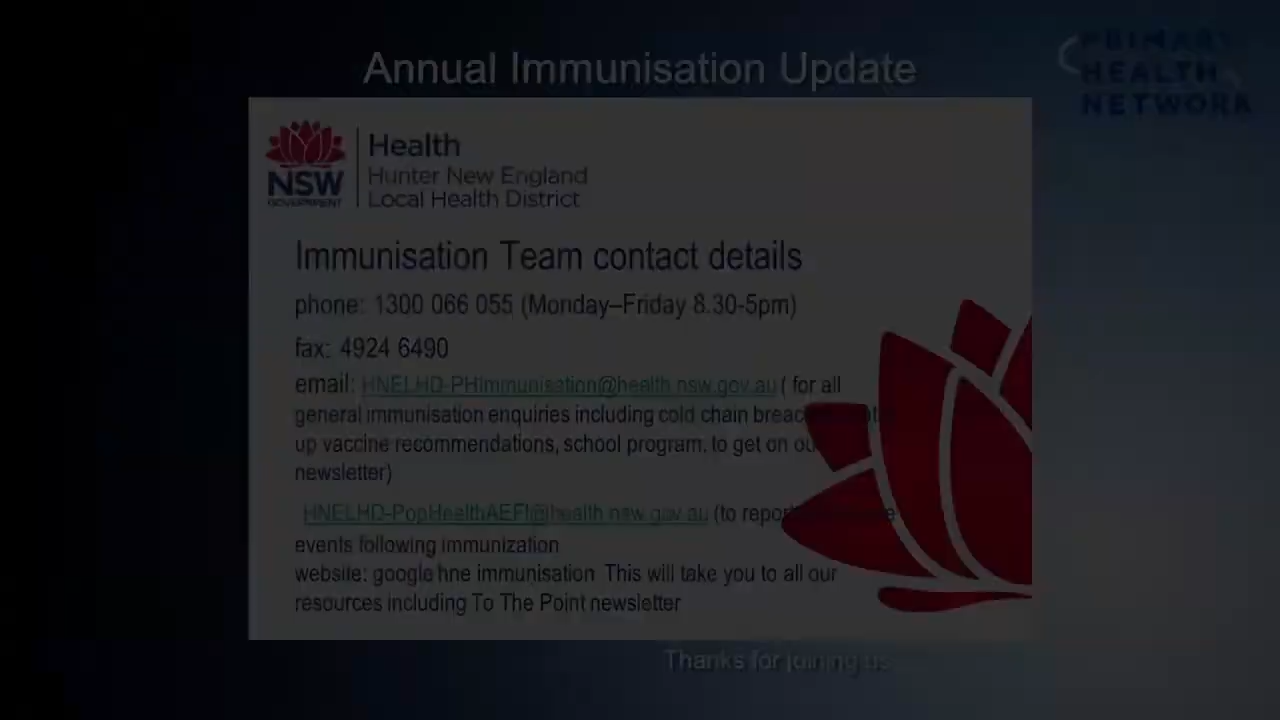 Annual Immunisation Update
PRIMARY
HEALTH
NETWORK
Health
Hunter New England
Local Health District
NSW
GOVERNMENT
Immunisation Team contact details
phone: 1300 066 055 (Monday–Friday 8.30-5pm)
fax: 4924 6490
email: HNELHD-PHImmunisation@health.nsw.gov.au ( for all
general immunisation enquiries including cold chain
up vaccine recommendations, school program, to get on
newsletter)
HNELHD-PopHealthAEFI@health.nsw.gov.au (to report
events following immunization
website: google hne immunisation This will take you to all our
resources including To The Point newsletter
Thanks for joining us